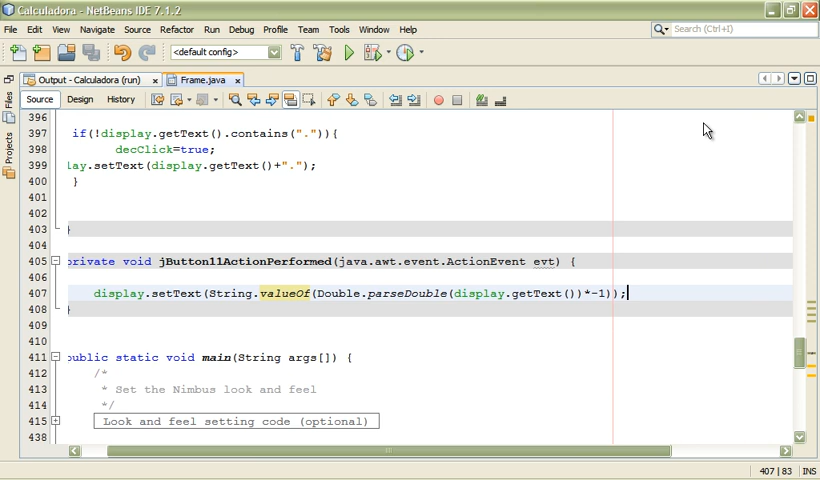 Calculadora - NetBeans IDE 7.1.2
File Edit View Navigate Source Refactor Run Debug Profile Team Tools Window Help
Search (Ctrl+I)
<default config>
Output - Calculadora (run) x Frame.java x
Source Design History
Files
Projects
396
397 if(!display.getText().contains(".")){
398 decClick=true;
399 lay.setText(display.getText()+".");
400 }
401
402
403 }
404
405 private void jButton11ActionPerformed(java.awt.event.ActionEvent evt) {
406
407 display.setText(String.valueOf(Double.parseDouble(display.getText())*-1));
408 }
409
410
411 public static void main(String args[]) {
412 /*
413 * Set the Nimbus look and feel
414 */
415 Look and feel setting code (optional)
438
407 | 83 INS